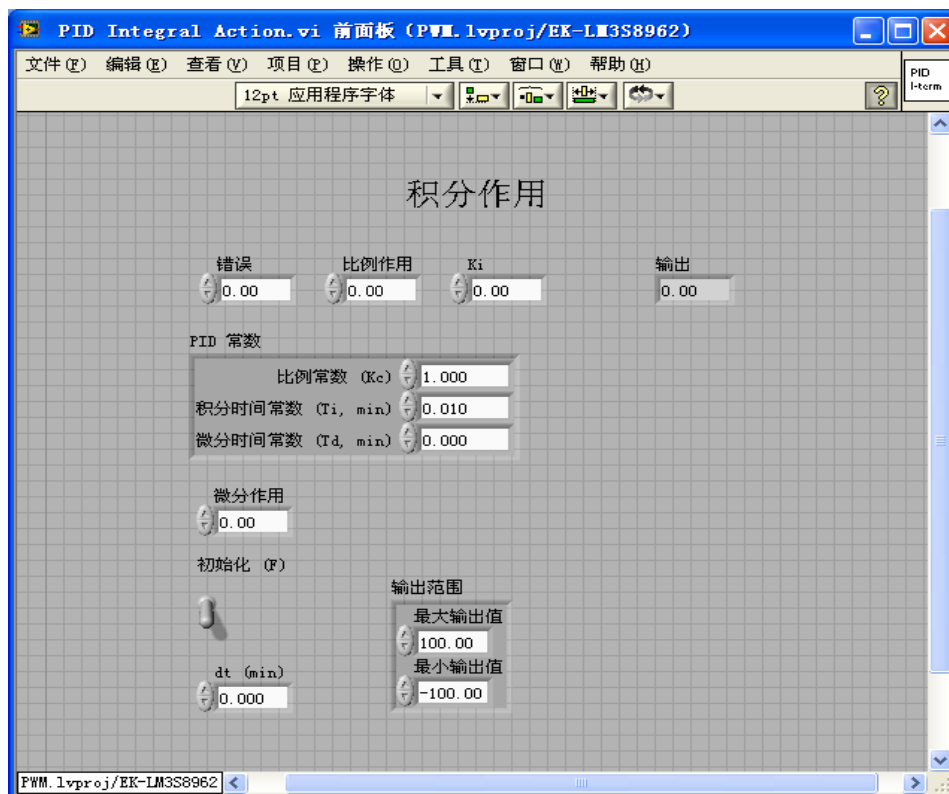 PID Integral Action.vi 前面板 (PWM.lvproj/EK-LM3S8962)
文件(F) 编辑(E) 查看(V) 项目(P) 操作(O) 工具(T) 窗口(W) 帮助(H)
12pt 应用程序字体
PID
I-term
积分作用
错误 比例作用 Ki 输出
0.00 0.00 0.00 0.00
PID 常数
比例常数 (Kc) 1.000
积分时间常数 (Ti, min) 0.010
微分时间常数 (Td, min) 0.000
微分作用
0.00
初始化 (F)
输出范围
最大输出值
100.00
最小输出值
-100.00
dt (min)
0.000
PWM.lvproj/EK-LM3S8962